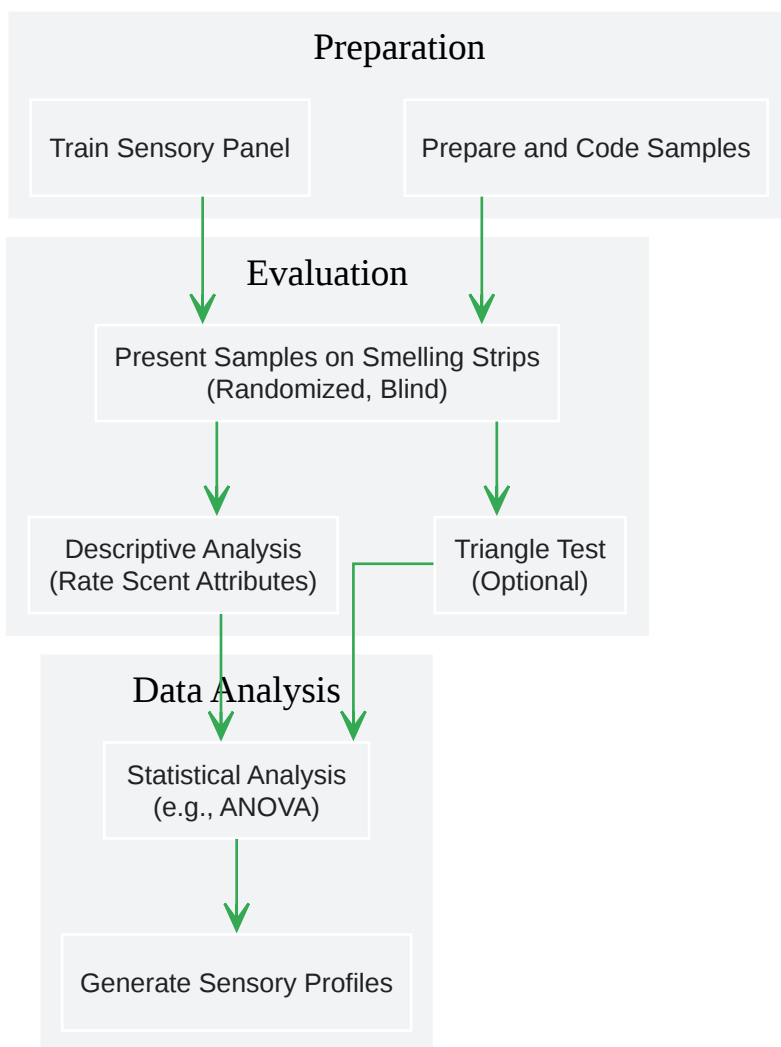 Preparation
Train Sensory Panel
Prepare and Code Samples
Evaluation
Present Samples on Smelling Strips
(Randomized, Blind)
Descriptive Analysis
(Rate Scent Attributes)
Triangle Test
(Optional)
Data Analysis
Statistical Analysis
(e.g., ANOVA)
Generate Sensory Profiles